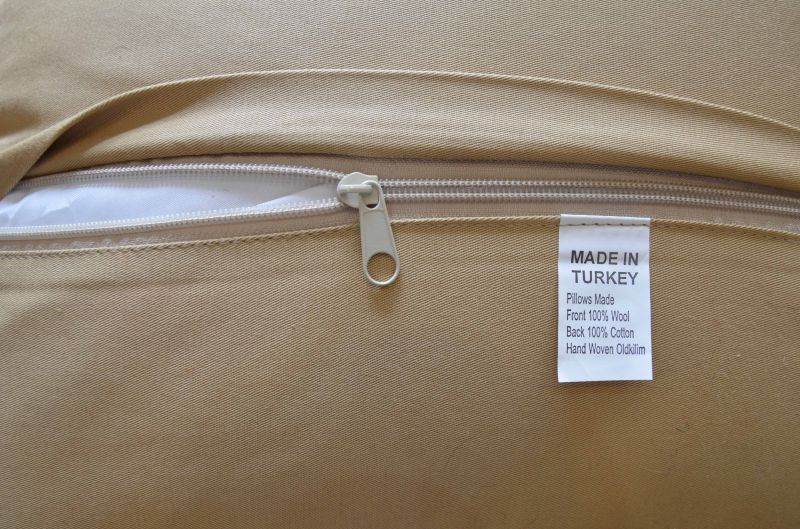 MADE IN
TURKEY
Pillows Made
Front 100% Wool
Back 100% Cotton
Hand Woven Oldkilim